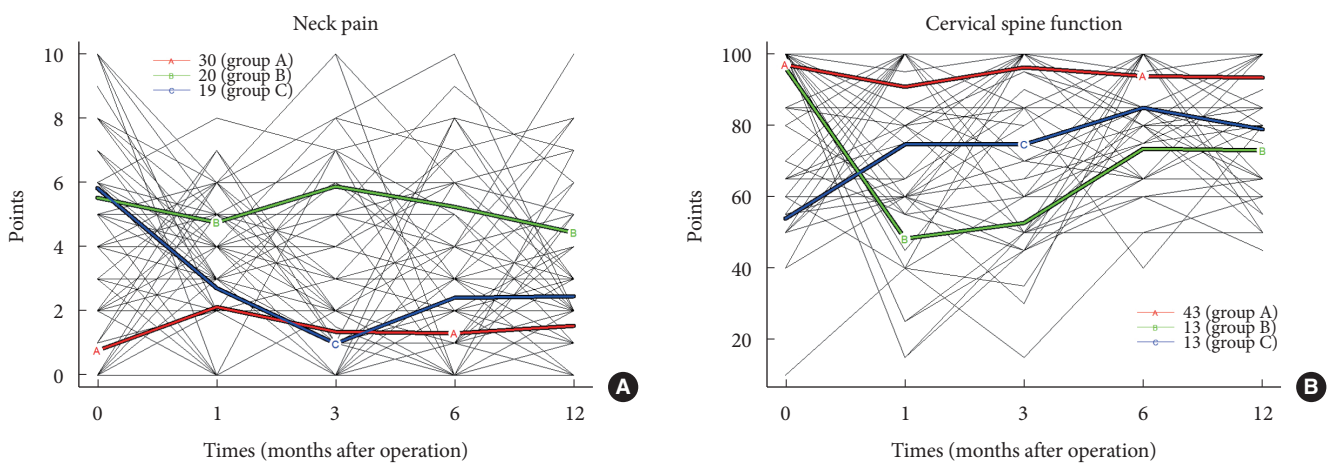 Neck pain
10
8
6
4
2
0
Points
A 30 (group A)
B 20 (group B)
C 19 (group C)
A
B
C
A
B
0
1
3
6
12
Times (months after operation)
A
Cervical spine function
100
80
60
40
20
Points
A
B
C
A
B
A 43 (group A)
B 13 (group B)
C 13 (group C)
0
1
3
6
12
Times (months after operation)
B